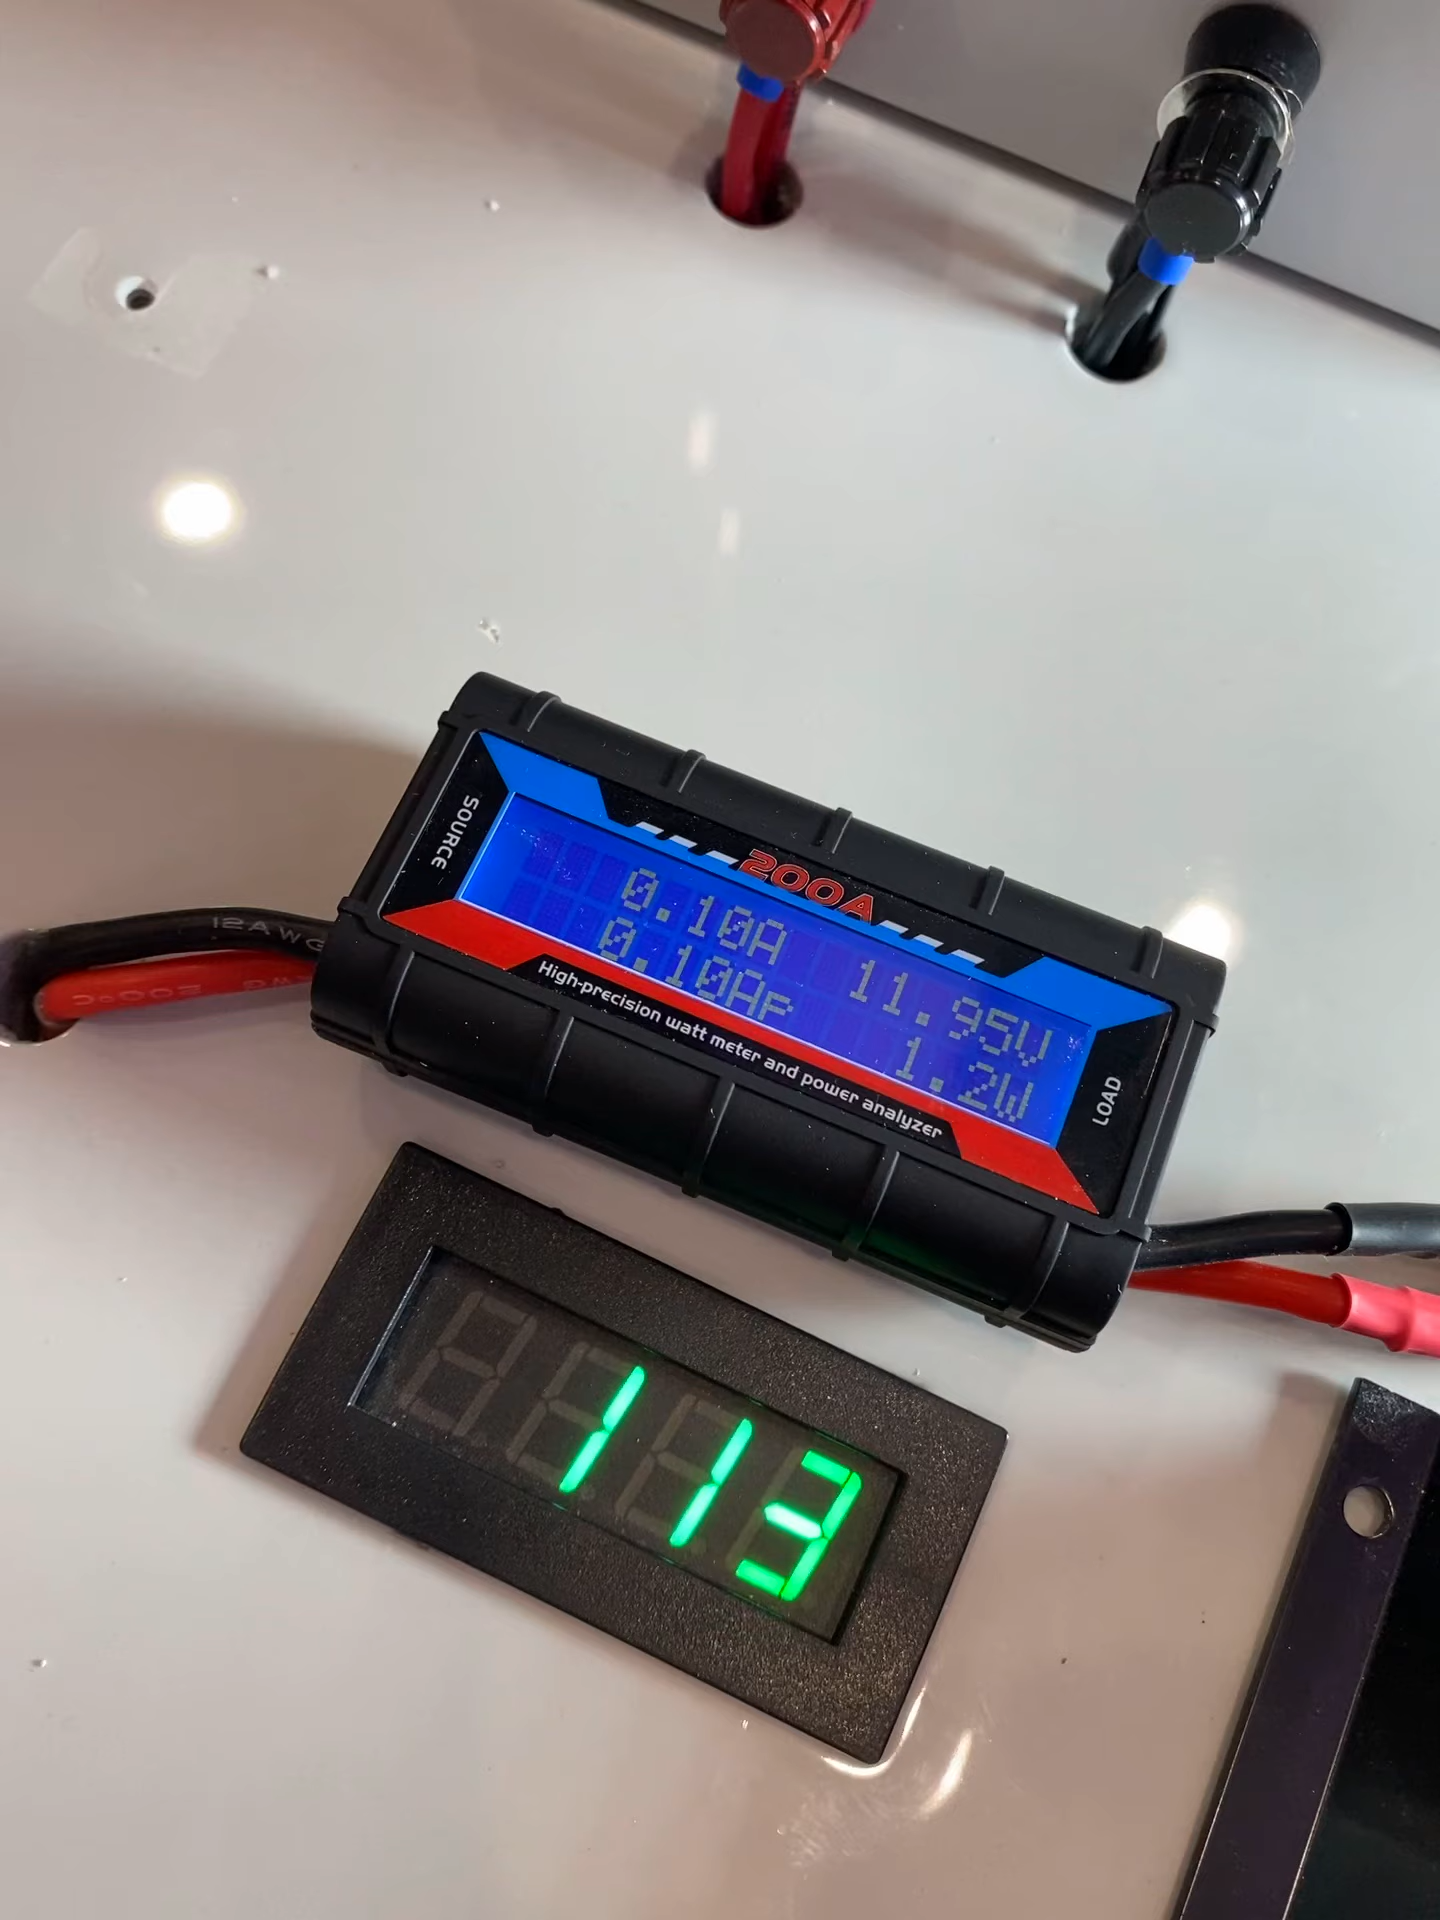 200A
SOURCE
0.10A 11.95V
0.10Ap 1.2W
High-precision watt meter and power analyzer
LOAD
12AWG
113